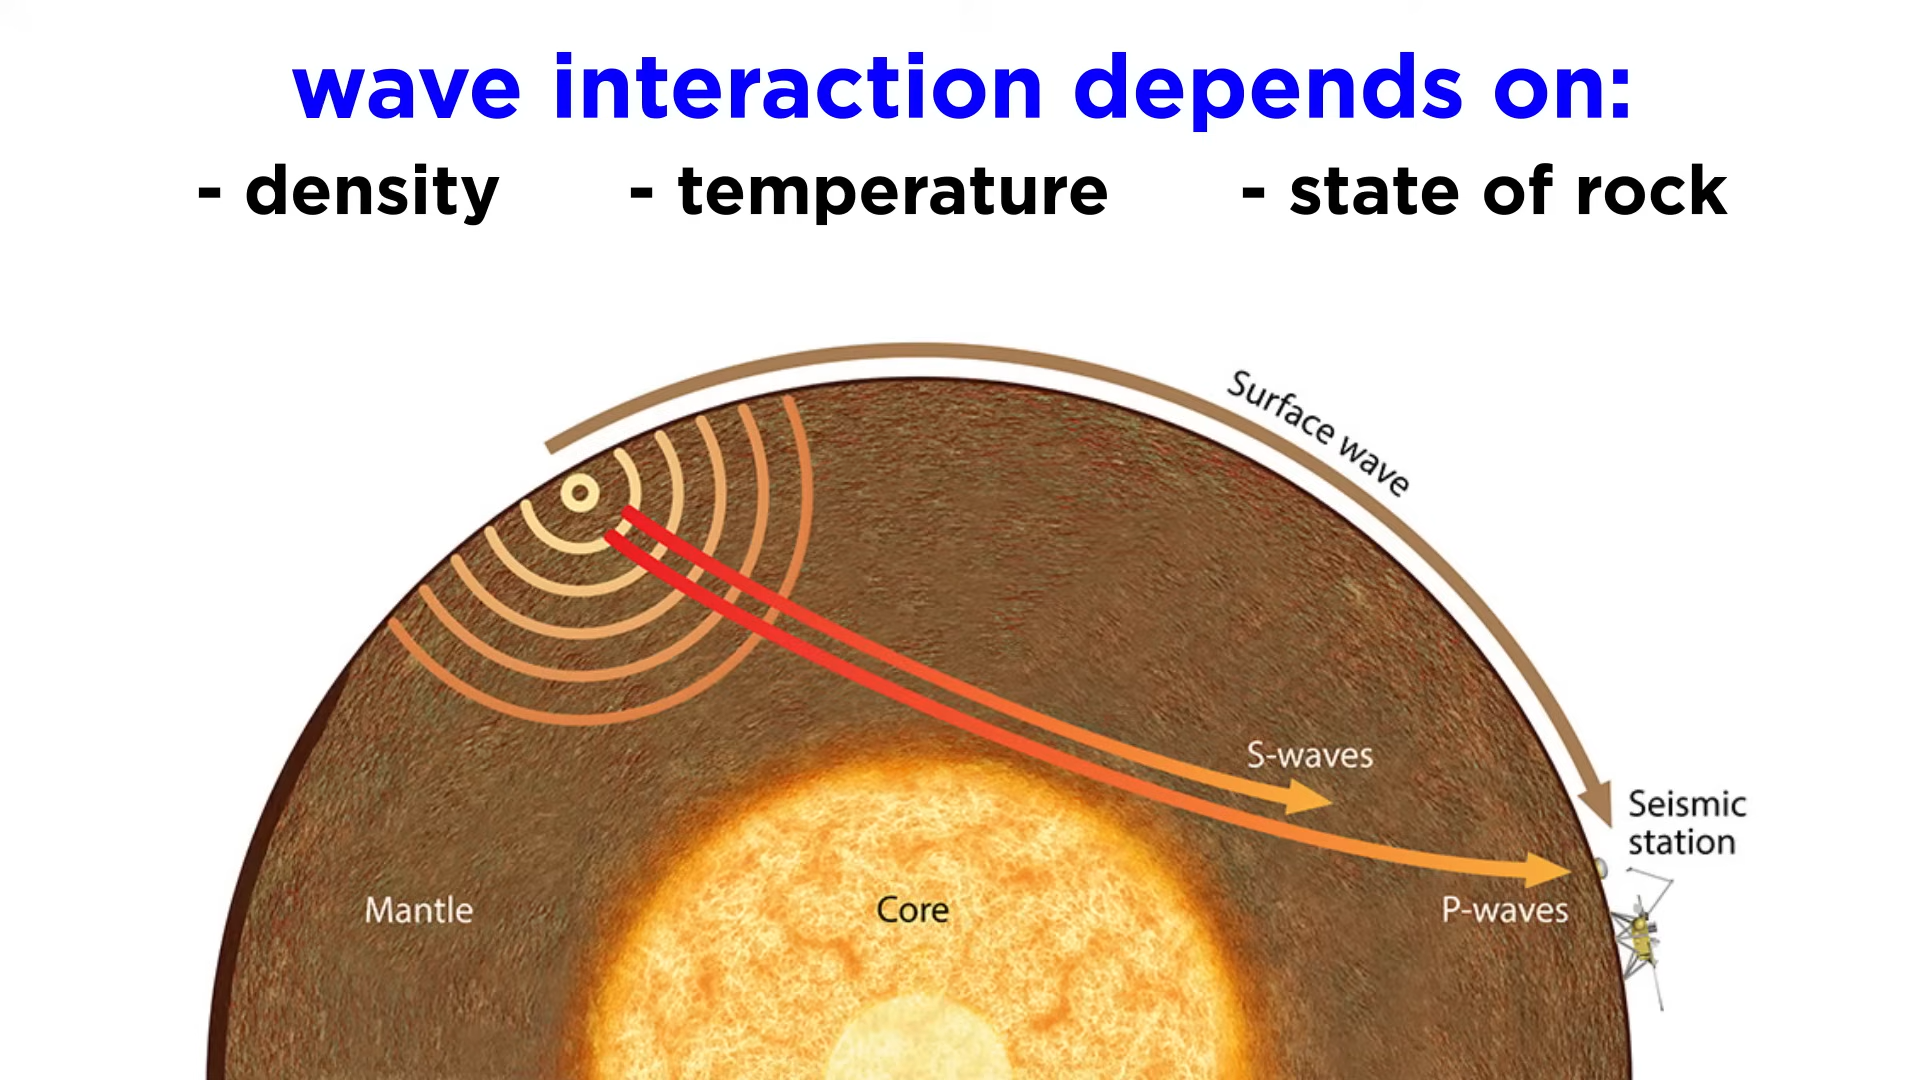 wave interaction depends on:
- density - temperature - state of rock
Surface wave
S-waves
Seismic
station
Mantle
Core
P-waves